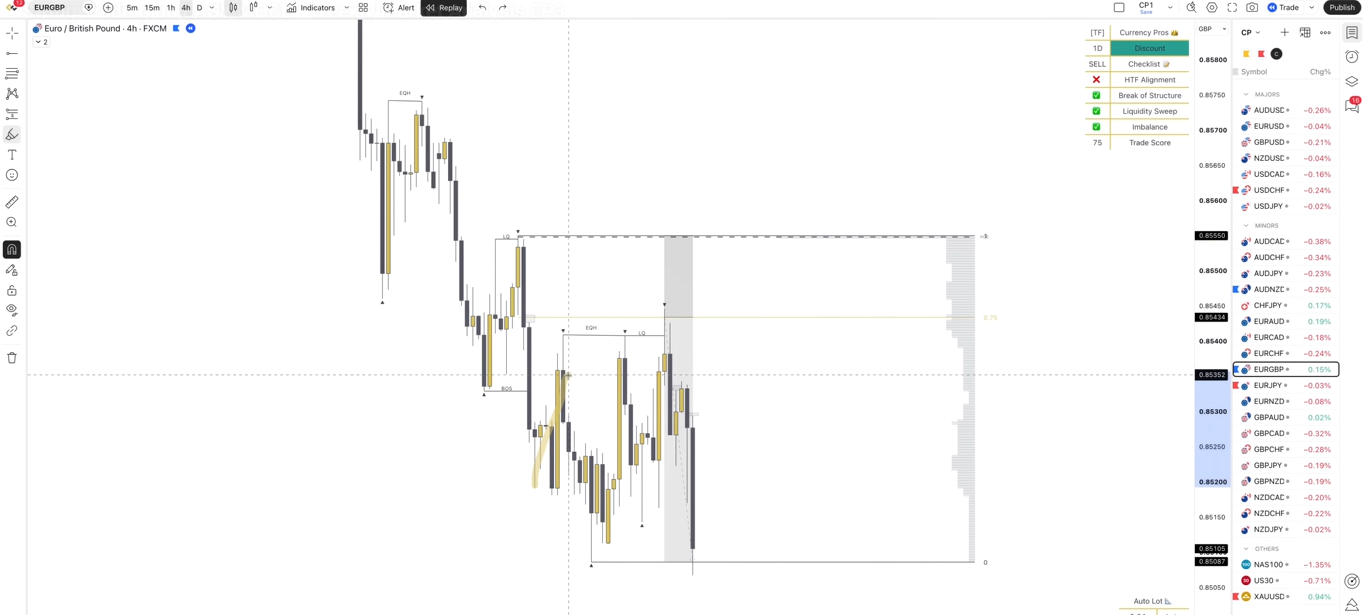 13
EURGBP
5m 15m 1h 4h D
Indicators
Alert
Replay
CP1
Save
Trade
Publish
Euro / British Pound · 4h · FXCM
2
EQH
LQ
BOS
EQH
LQ
1
0.75
0
[TF] Currency Pros
1D Discount
SELL Checklist
HTF Alignment
Break of Structure
Liquidity Sweep
Imbalance
75 Trade Score
Auto Lot
GBP
0.85800
0.85750
0.85700
0.85650
0.85600
0.85550
0.85500
0.85450
0.85434
0.85400
0.85352
0.85300
0.85250
0.85200
0.85150
0.85105
0.85087
0.85050
CP
C
Symbol Chg%
MAJORS
AUDUSD −0.26%
EURUSD −0.04%
GBPUSD −0.21%
NZDUSD −0.04%
USDCAD −0.16%
USDCHF −0.24%
USDJPY −0.02%
MINORS
AUDCAD −0.38%
AUDCHF −0.34%
AUDJPY −0.23%
AUDNZD −0.25%
CHFJPY 0.17%
EURAUD 0.19%
EURCAD −0.18%
EURCHF −0.24%
EURGBP 0.15%
EURJPY −0.03%
EURNZD −0.08%
GBPAUD 0.02%
GBPCAD −0.32%
GBPCHF −0.28%
GBPJPY −0.19%
GBPNZD −0.19%
NZDCAD −0.20%
NZDCHF −0.22%
NZDJPY −0.02%
OTHERS
NAS100 −1.35%
US30 −0.71%
XAUUSD 0.94%